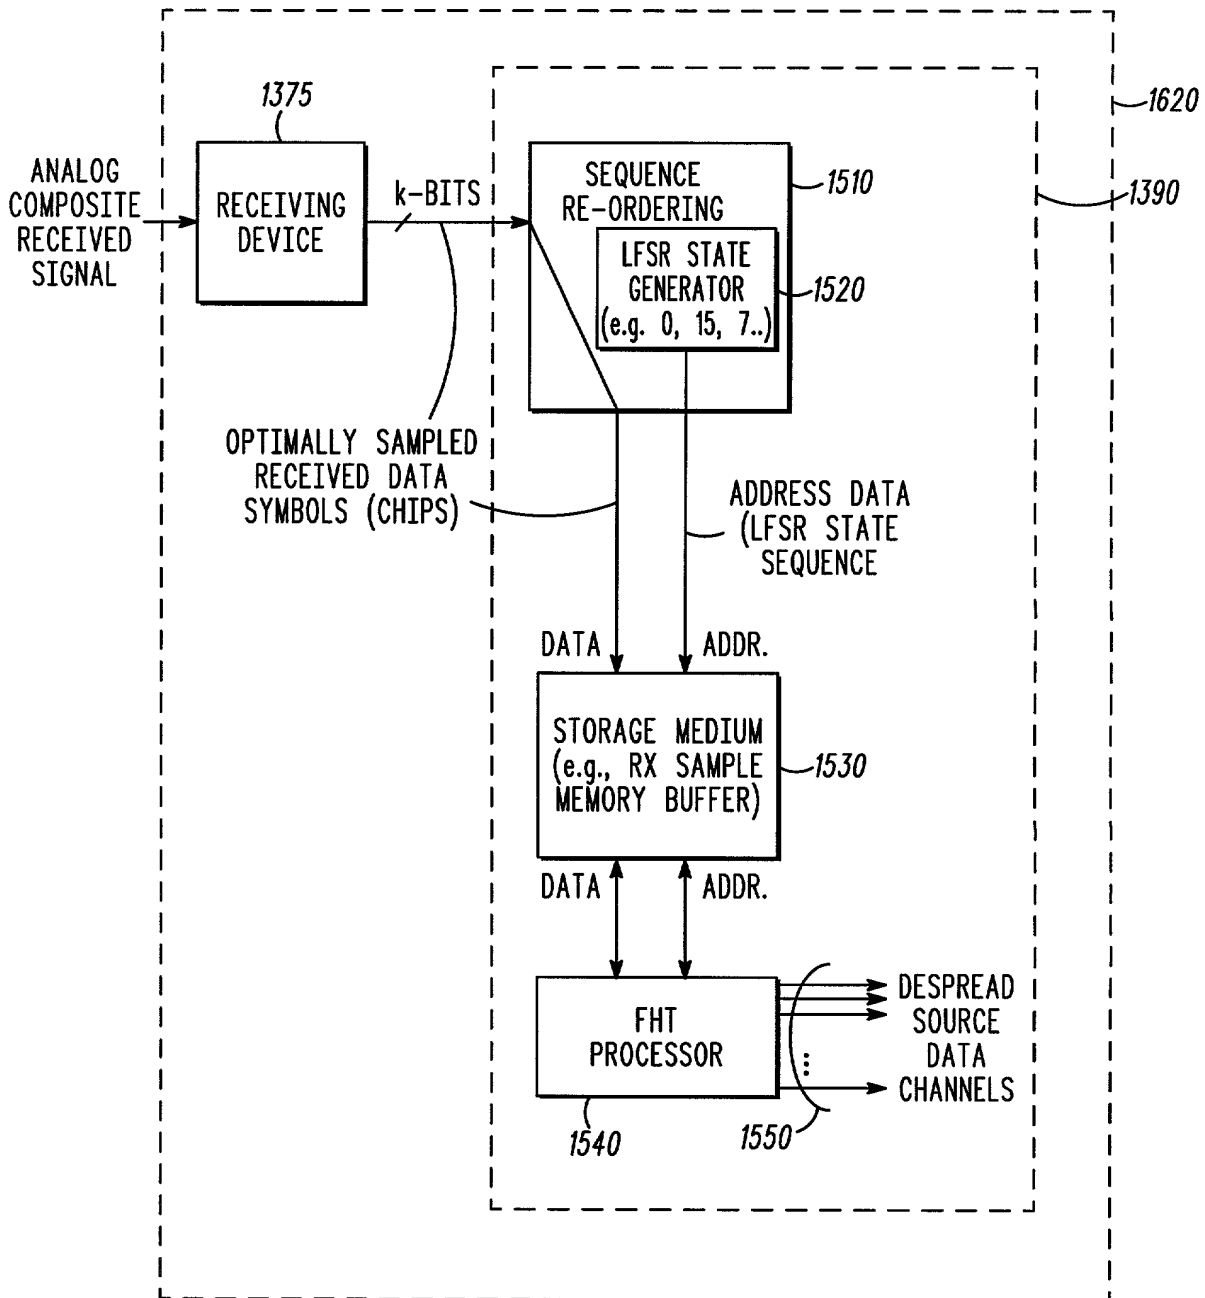 1375
1620
ANALOG
COMPOSITE
RECEIVED
SIGNAL
RECEIVING
DEVICE
k-BITS
SEQUENCE
RE-ORDERING
1510
1390
LFSR STATE
GENERATOR
(e.g. 0, 15, 7..)
1520
OPTIMALLY SAMPLED
RECEIVED DATA
SYMBOLS (CHIPS)
ADDRESS DATA
(LFSR STATE
SEQUENCE
DATA
ADDR.
STORAGE MEDIUM
(e.g., RX SAMPLE
MEMORY BUFFER)
1530
DATA
ADDR.
FHT
PROCESSOR
DESPREAD
SOURCE
DATA
CHANNELS
...
1540
1550